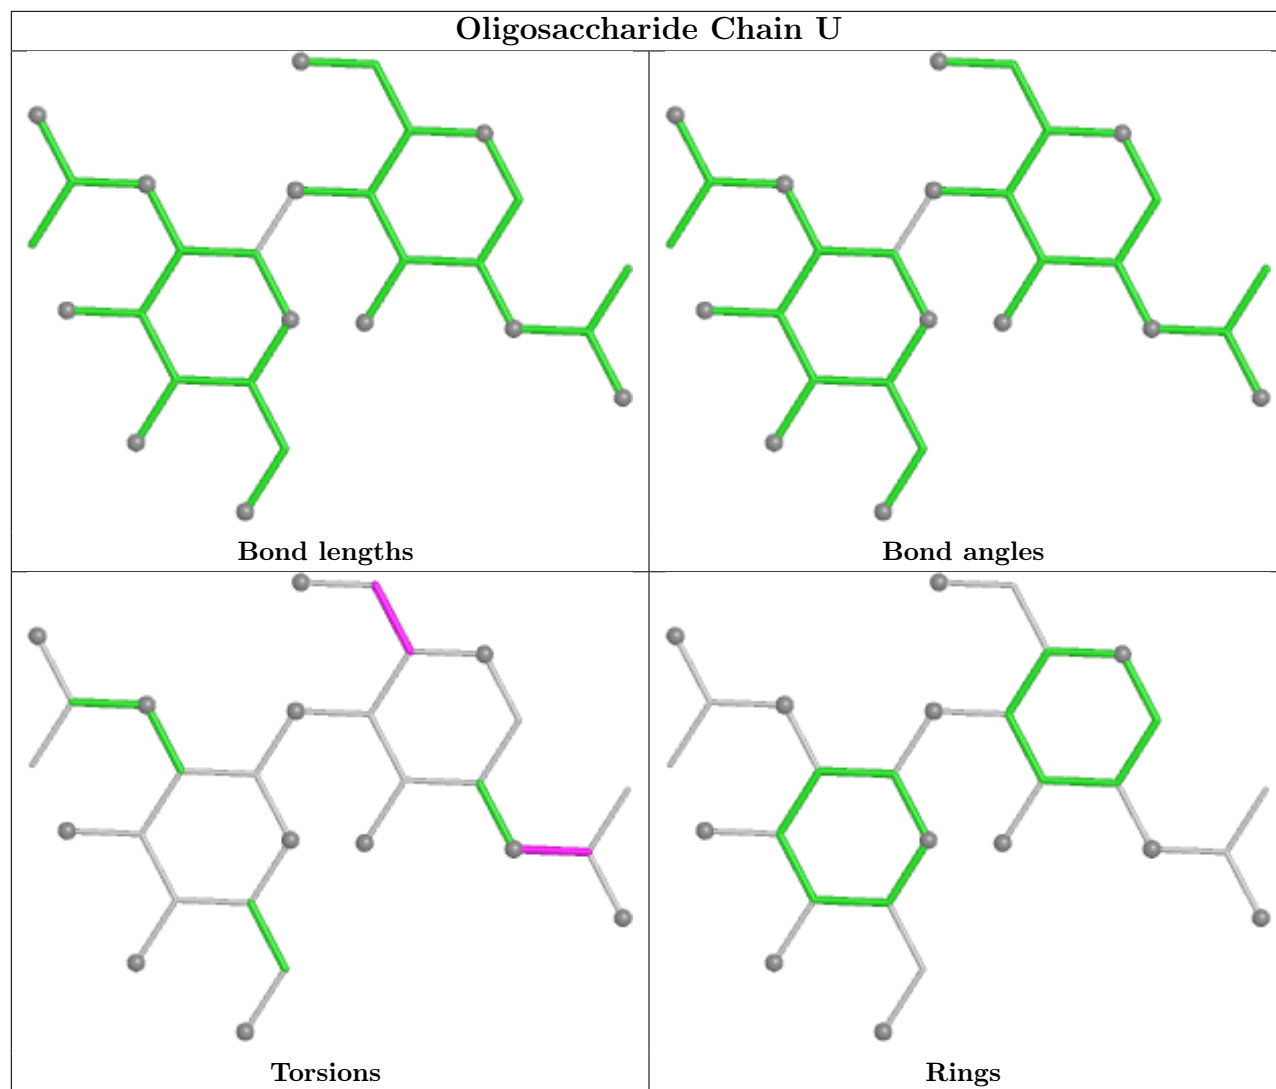 Oligosaccharide Chain U
Bond lengths
Bond angles
Torsions
Rings